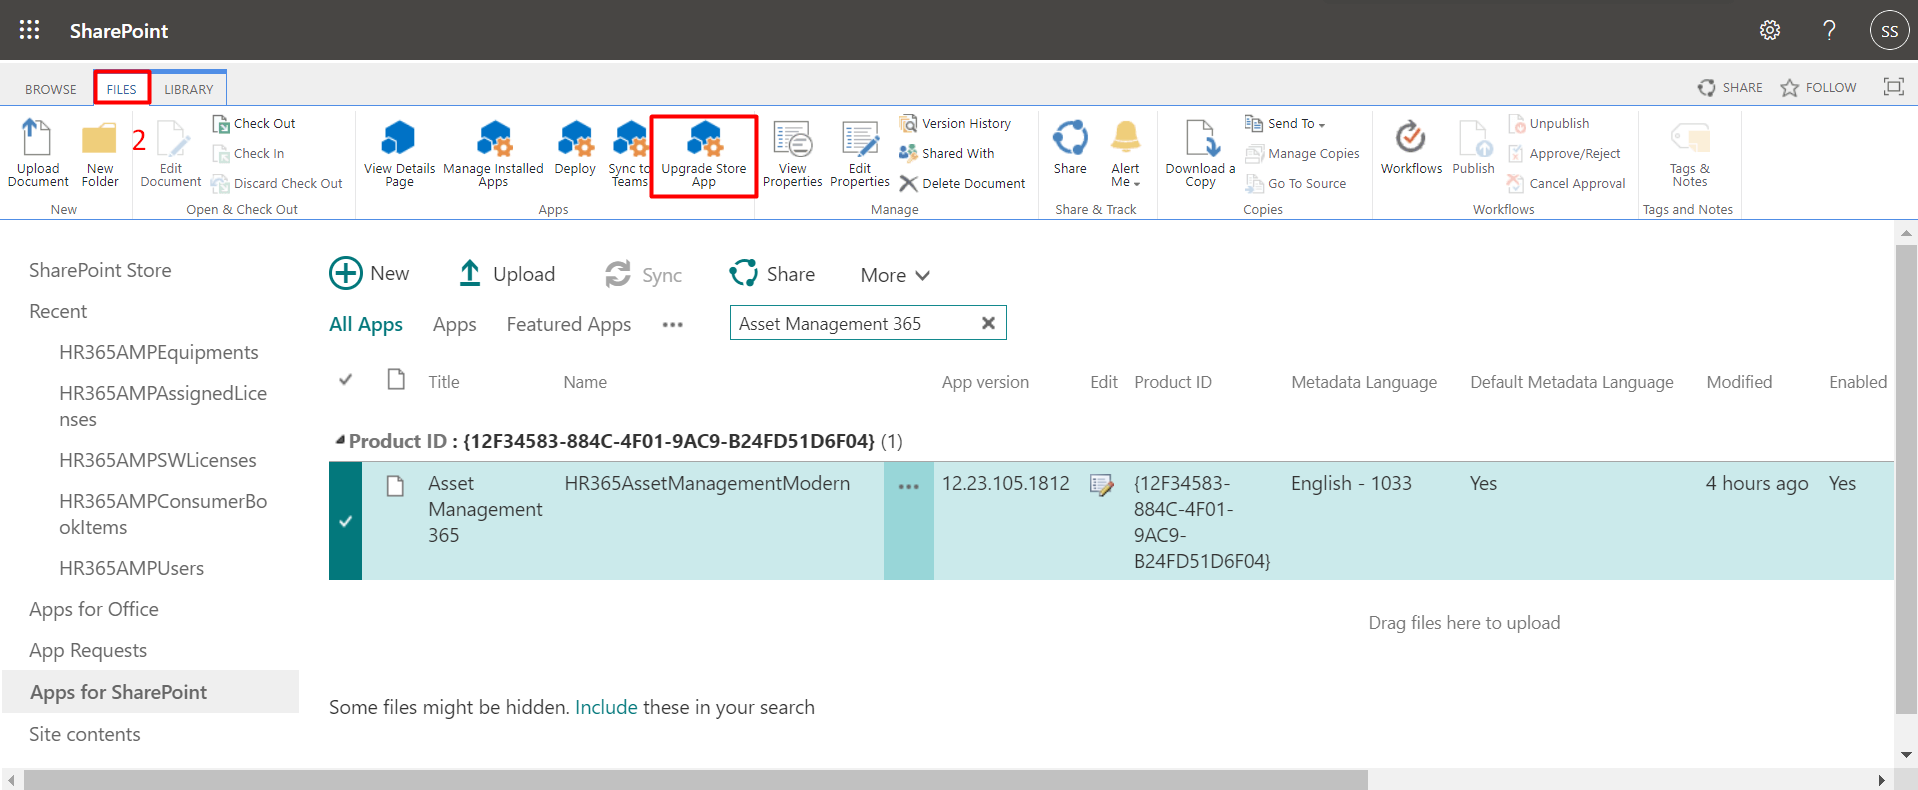 SharePoint
SS
BROWSE
FILES
LIBRARY
SHARE
FOLLOW
2
Upload
Document
New
Folder
New
Edit
Document
Check Out
Check In
Discard Check Out
Open & Check Out
View Details
Page
Manage Installed
Apps
Deploy
Sync to
Teams
Upgrade Store
App
Apps
View
Properties
Edit
Properties
Version History
Shared With
Delete Document
Manage
Share
Alert
Me
Share & Track
Download a
Copy
Send To
Manage Copies
Go To Source
Copies
Workflows
Publish
Unpublish
Approve/Reject
Cancel Approval
Workflows
Tags &
Notes
Tags and Notes
SharePoint Store
Recent
HR365AMPEquipments
HR365AMPAssignedLice
nses
HR365AMPSWLicenses
HR365AMPConsumerBo
okItems
HR365AMPUsers
Apps for Office
App Requests
Apps for SharePoint
Site contents
New
Upload
Sync
Share
More
All Apps
Apps
Featured Apps
...
Asset Management 365
Title
Name
App version
Edit
Product ID
Metadata Language
Default Metadata Language
Modified
Enabled
Product ID : {12F34583-884C-4F01-9AC9-B24FD51D6F04} (1)
Asset
Management
365
HR365AssetManagementModern
...
12.23.105.1812
{12F34583-
884C-4F01-
9AC9-
B24FD51D6F04}
English - 1033
Yes
4 hours ago
Yes
Drag files here to upload
Some files might be hidden. Include these in your search